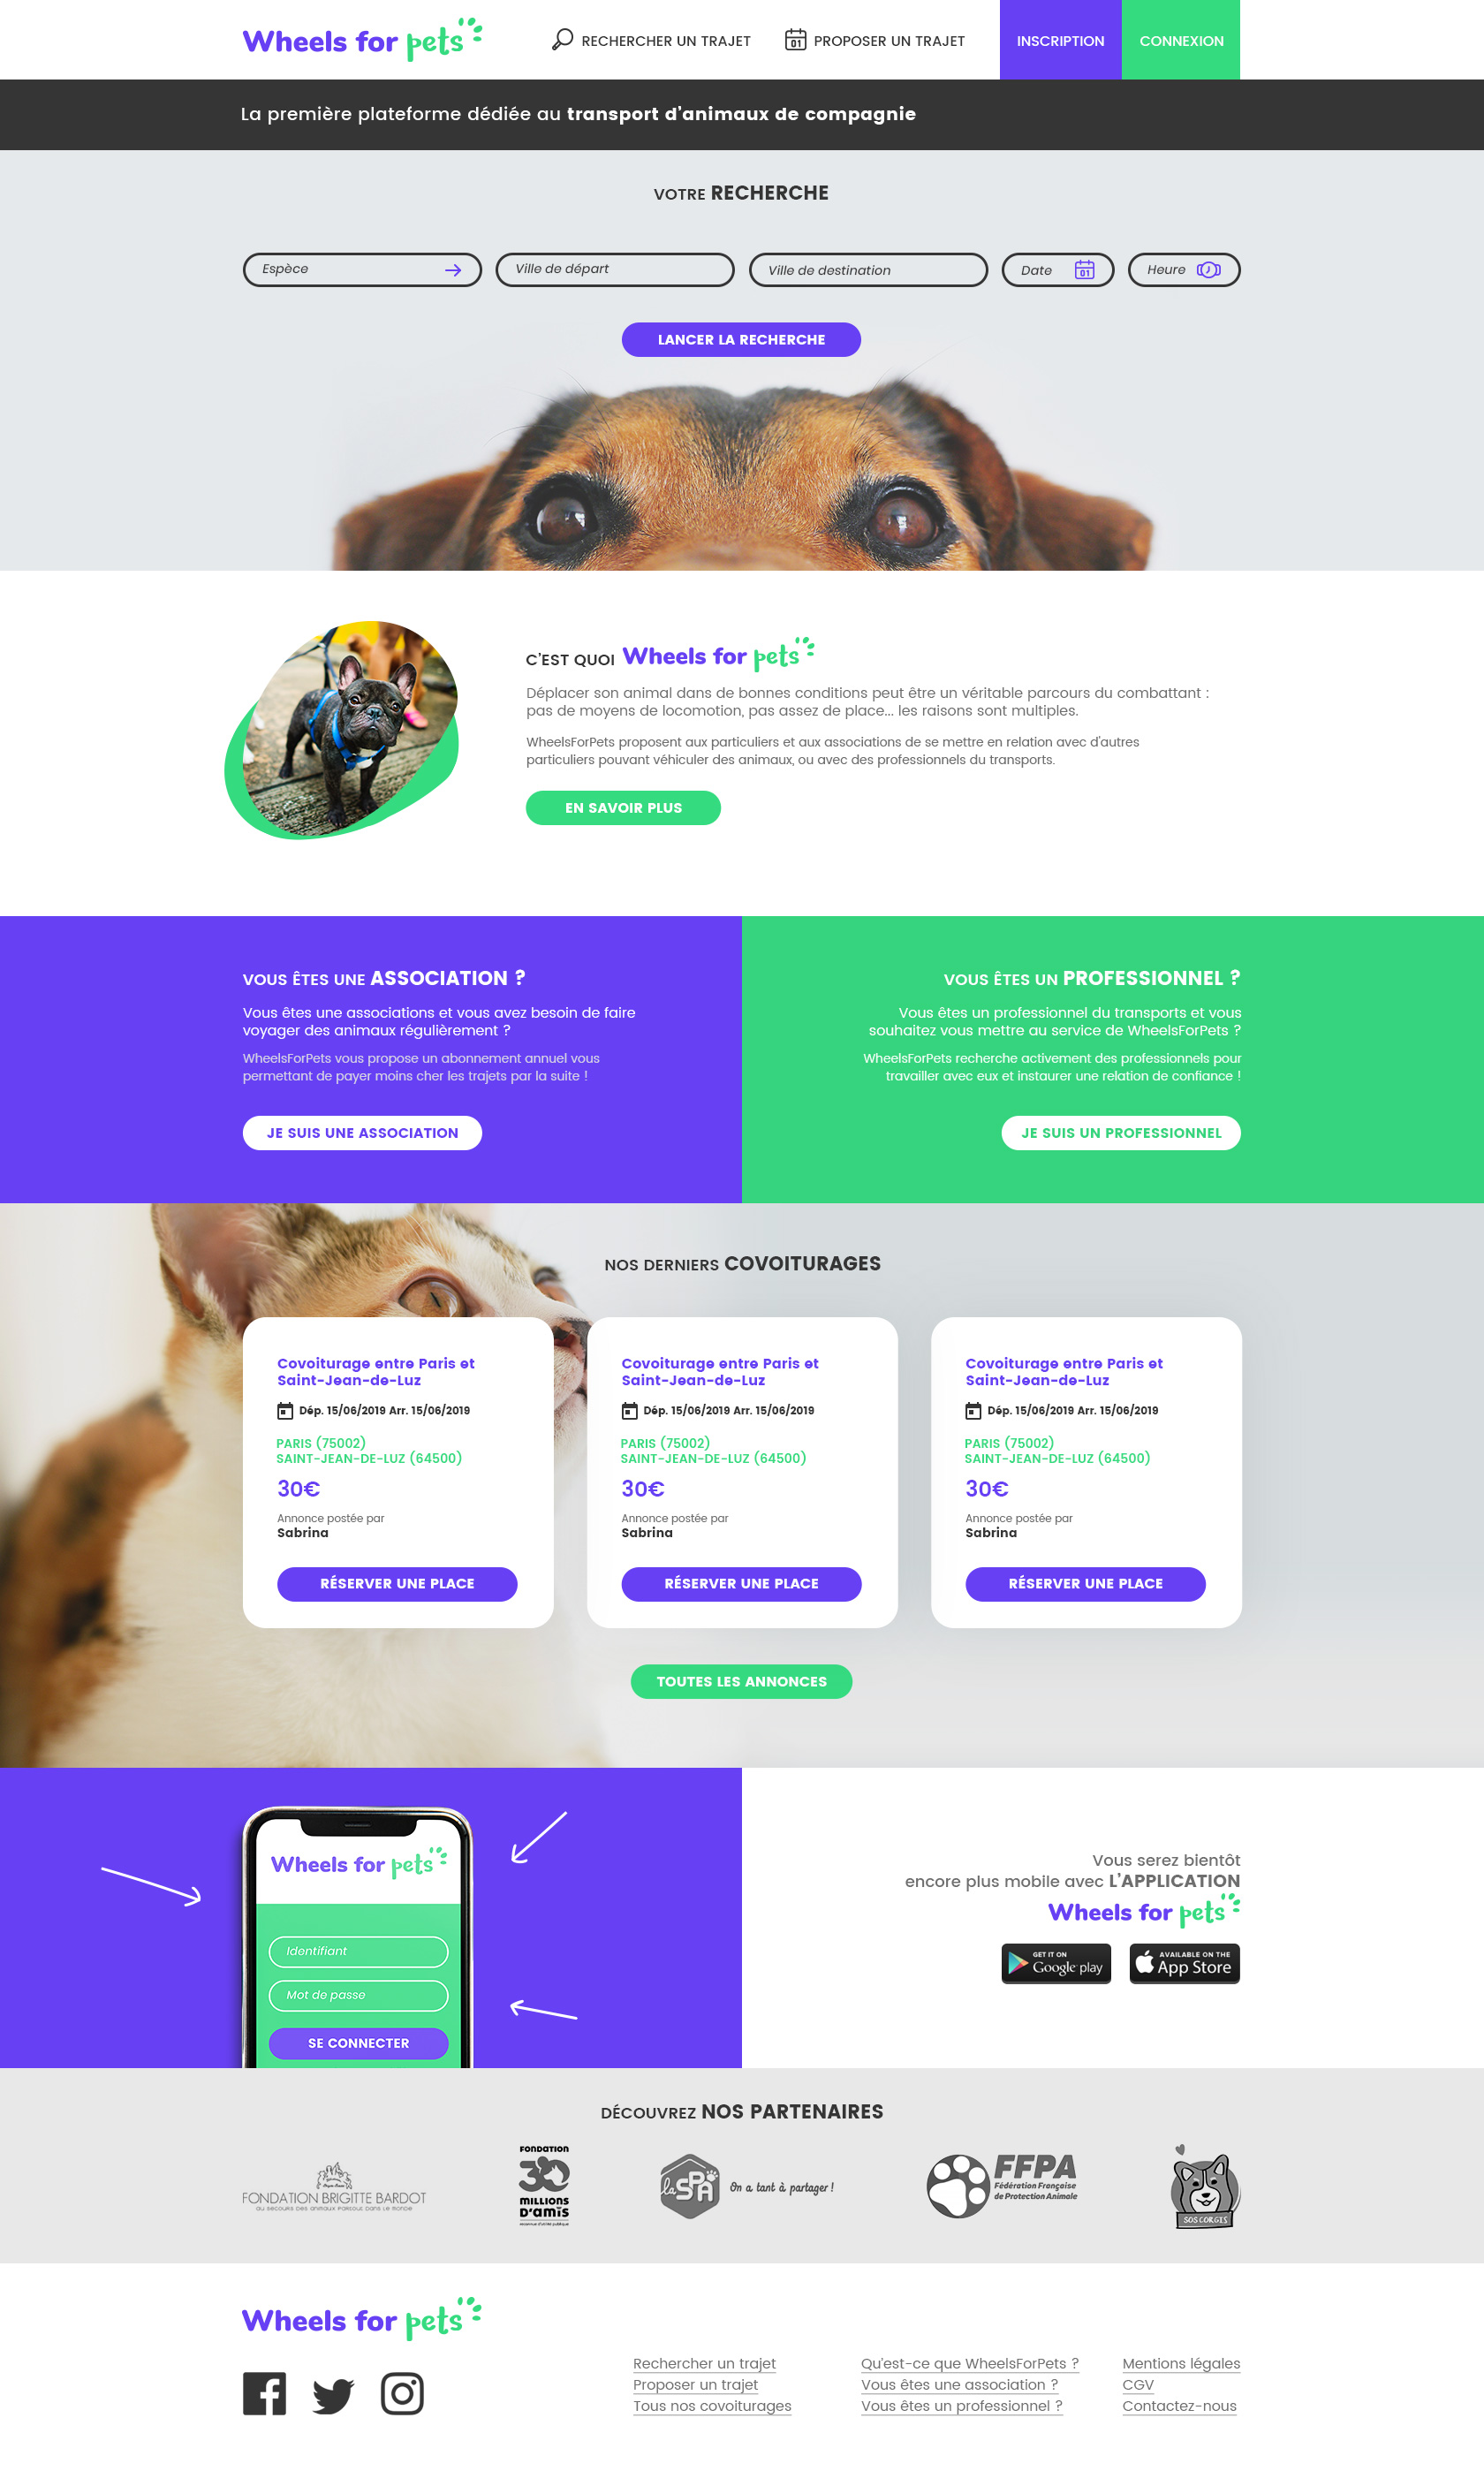 Wheels for pets
RECHERCHER UN TRAJET
01 PROPOSER UN TRAJET
INSCRIPTION
CONNEXION
La première plateforme dédiée au transport d'animaux de compagnie
VOTRE RECHERCHE
Espèce
Ville de départ
Ville de destination
Date 01
Heure
LANCER LA RECHERCHE
C'EST QUOI Wheels for pets
Déplacer son animal dans de bonnes conditions peut être un véritable parcours du combattant :
pas de moyens de locomotion, pas assez de place... les raisons sont multiples.
WheelsForPets proposent aux particuliers et aux associations de se mettre en relation avec d'autres
particuliers pouvant véhiculer des animaux, ou avec des professionnels du transports.
EN SAVOIR PLUS
VOUS ÊTES UNE ASSOCIATION ?
Vous êtes une associations et vous avez besoin de faire
voyager des animaux régulièrement ?
WheelsForPets vous propose un abonnement annuel vous
permettant de payer moins cher les trajets par la suite !
JE SUIS UNE ASSOCIATION
VOUS ÊTES UN PROFESSIONNEL ?
Vous êtes un professionnel du transports et vous
souhaitez vous mettre au service de WheelsForPets ?
WheelsForPets recherche activement des professionnels pour
travailler avec eux et instaurer une relation de confiance !
JE SUIS UN PROFESSIONNEL
NOS DERNIERS COVOITURAGES
Covoiturage entre Paris et
Saint-Jean-de-Luz
Dép. 15/06/2019 Arr. 15/06/2019
PARIS (75002)
SAINT-JEAN-DE-LUZ (64500)
30€
Annonce postée par
Sabrina
RÉSERVER UNE PLACE
Covoiturage entre Paris et
Saint-Jean-de-Luz
Dép. 15/06/2019 Arr. 15/06/2019
PARIS (75002)
SAINT-JEAN-DE-LUZ (64500)
30€
Annonce postée par
Sabrina
RÉSERVER UNE PLACE
Covoiturage entre Paris et
Saint-Jean-de-Luz
Dép. 15/06/2019 Arr. 15/06/2019
PARIS (75002)
SAINT-JEAN-DE-LUZ (64500)
30€
Annonce postée par
Sabrina
RÉSERVER UNE PLACE
TOUTES LES ANNONCES
Wheels for pets
Identifiant
Mot de passe
SE CONNECTER
Vous serez bientôt
encore plus mobile avec L'APPLICATION
Wheels for pets
GET IT ON
Google play
AVAILABLE ON THE
App Store
DÉCOUVREZ NOS PARTENAIRES
FONDATION BRIGITTE BARDOT
au secours des animaux partout dans le monde
FONDATION
30
MILLIONS
D'AMIS
reconnue d'utilité publique
la SPA
On a tant à partager !
FFPA
Fédération Française
de Protection Animale
SOS CORGIS
Wheels for pets
Rechercher un trajet
Proposer un trajet
Tous nos covoiturages
Qu'est-ce que WheelsForPets ?
Vous êtes une association ?
Vous êtes un professionnel ?
Mentions légales
CGV
Contactez-nous